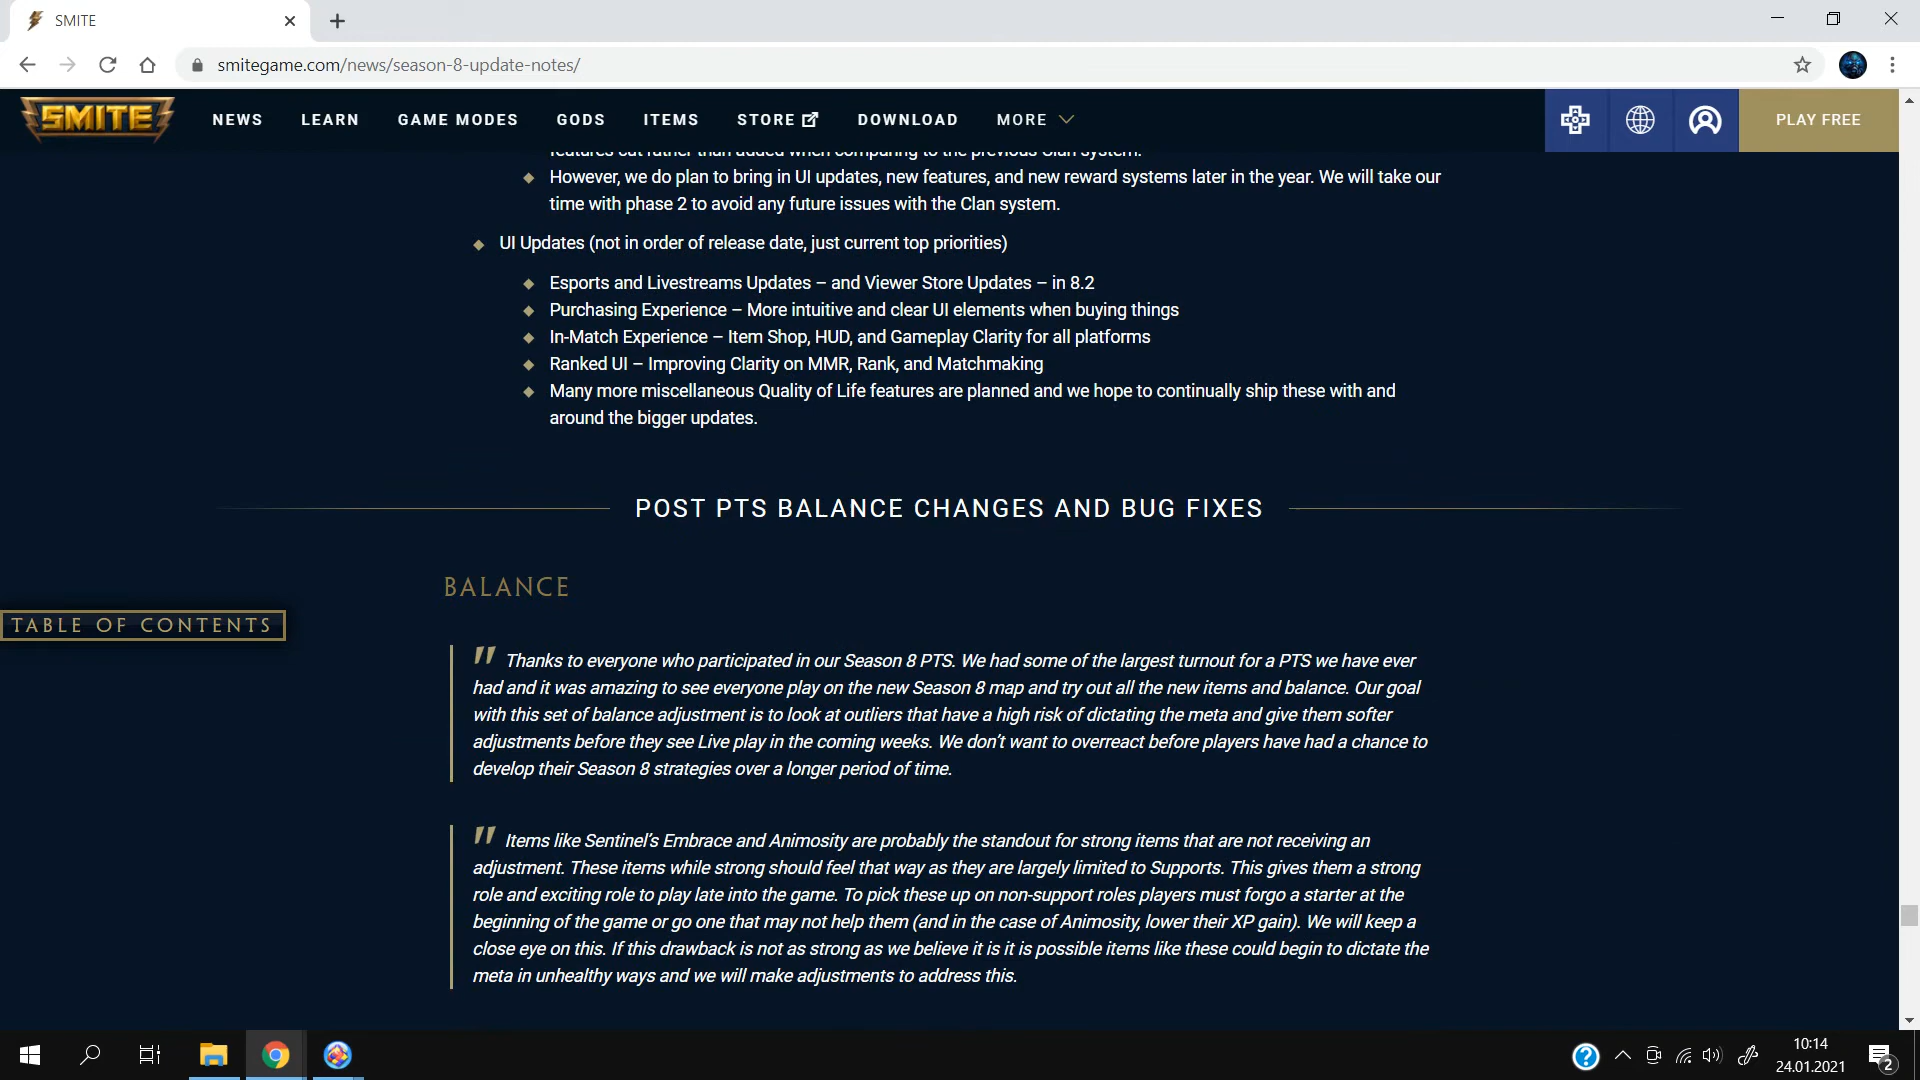 SMITE
smitegame.com/news/season-8-update-notes/
SMITE NEWS LEARN GAME MODES GODS ITEMS STORE DOWNLOAD MORE PLAY FREE
features cut rather than added when comparing to the previous Clan system.
However, we do plan to bring in UI updates, new features, and new reward systems later in the year. We will take our
time with phase 2 to avoid any future issues with the Clan system.
UI Updates (not in order of release date, just current top priorities)
Esports and Livestreams Updates – and Viewer Store Updates – in 8.2
Purchasing Experience – More intuitive and clear UI elements when buying things
In-Match Experience – Item Shop, HUD, and Gameplay Clarity for all platforms
Ranked UI – Improving Clarity on MMR, Rank, and Matchmaking
Many more miscellaneous Quality of Life features are planned and we hope to continually ship these with and
around the bigger updates.
POST PTS BALANCE CHANGES AND BUG FIXES
BALANCE
TABLE OF CONTENTS
" Thanks to everyone who participated in our Season 8 PTS. We had some of the largest turnout for a PTS we have ever
had and it was amazing to see everyone play on the new Season 8 map and try out all the new items and balance. Our goal
with this set of balance adjustment is to look at outliers that have a high risk of dictating the meta and give them softer
adjustments before they see Live play in the coming weeks. We don't want to overreact before players have had a chance to
develop their Season 8 strategies over a longer period of time.
" Items like Sentinel's Embrace and Animosity are probably the standout for strong items that are not receiving an
adjustment. These items while strong should feel that way as they are largely limited to Supports. This gives them a strong
role and exciting role to play late into the game. To pick these up on non-support roles players must forgo a starter at the
beginning of the game or go one that may not help them (and in the case of Animosity, lower their XP gain). We will keep a
close eye on this. If this drawback is not as strong as we believe it is it is possible items like these could begin to dictate the
meta in unhealthy ways and we will make adjustments to address this.
10:14
24.01.2021
2